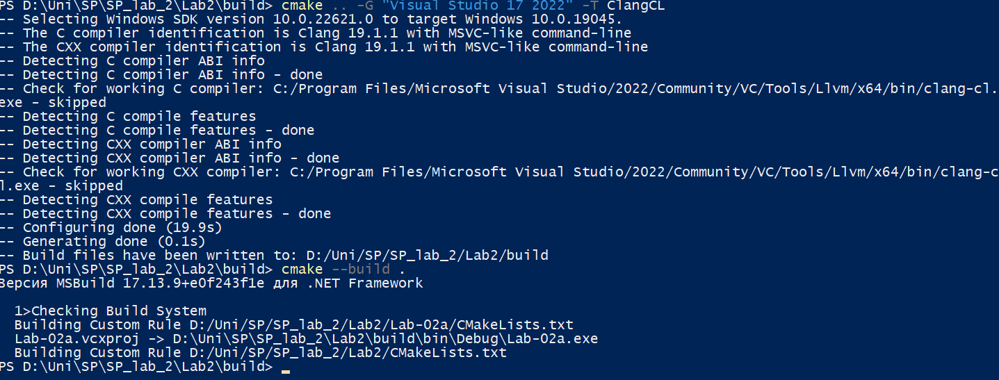 PS D:\Uni\SP\SP_lab_2\Lab2\build> cmake .. -G "Visual Studio 17 2022" -T ClangCL
-- Selecting Windows SDK version 10.0.22621.0 to target Windows 10.0.19045.
-- The C compiler identification is Clang 19.1.1 with MSVC-like command-line
-- The CXX compiler identification is Clang 19.1.1 with MSVC-like command-line
-- Detecting C compiler ABI info
-- Detecting C compiler ABI info - done
-- Check for working C compiler: C:/Program Files/Microsoft Visual Studio/2022/Community/VC/Tools/Llvm/x64/bin/clang-cl.
exe - skipped
-- Detecting C compile features
-- Detecting C compile features - done
-- Detecting CXX compiler ABI info
-- Detecting CXX compiler ABI info - done
-- Check for working CXX compiler: C:/Program Files/Microsoft Visual Studio/2022/Community/VC/Tools/Llvm/x64/bin/clang-c
l.exe - skipped
-- Detecting CXX compile features
-- Detecting CXX compile features - done
-- Configuring done (19.9s)
-- Generating done (0.1s)
-- Build files have been written to: D:/Uni/SP/SP_lab_2/Lab2/build
PS D:\Uni\SP\SP_lab_2\Lab2\build> cmake --build .
Версия MSBuild 17.13.9+e0f243f1e для .NET Framework
1>Checking Build System
Building Custom Rule D:/Uni/SP/SP_lab_2/Lab2/Lab-02a/CMakeLists.txt
Lab-02a.vcxproj -> D:\Uni\SP\SP_lab_2\Lab2\build\bin\Debug\Lab-02a.exe
Building Custom Rule D:/Uni/SP/SP_lab_2/Lab2/CMakeLists.txt
PS D:\Uni\SP\SP_lab_2\Lab2\build>